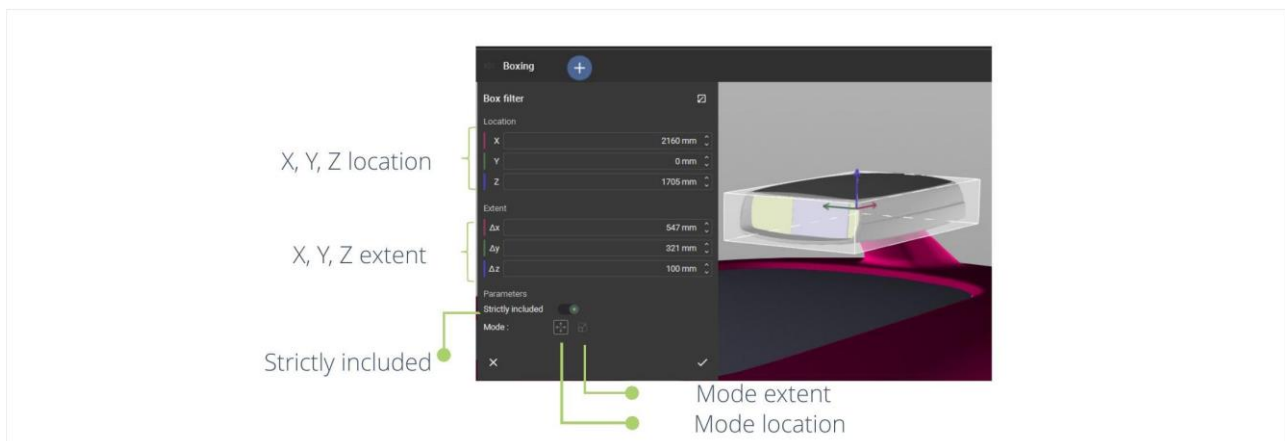 Boxing
Box filter
Location
X 2160 mm
Y 0 mm
Z 1705 mm
X, Y, Z location
Extent
Δx 547 mm
Δy 321 mm
Δz 100 mm
X, Y, Z extent
Parameters
Strictly included
Mode :
Strictly included
Mode extent
Mode location